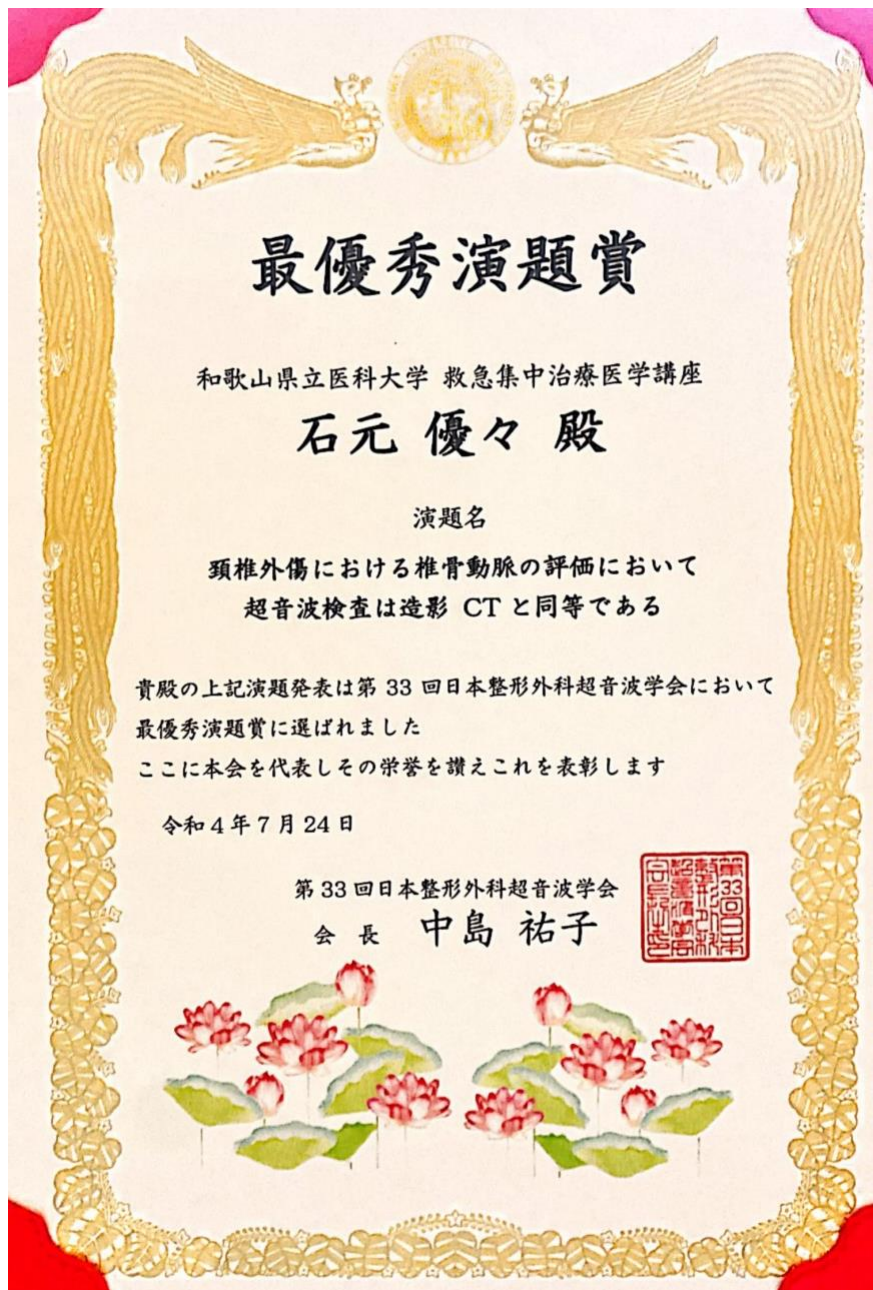 最優秀演題賞
和歌山県立医科大学 救急集中治療医学講座
石元 優々 殿
演題名
頚椎外傷における椎骨動脈の評価において
超音波検査は造影 CT と同等である
貴殿の上記演題発表は第 33 回日本整形外科超音波学会において
最優秀演題賞に選ばれました
ここに本会を代表しその栄誉を讃えこれを表彰します
令和4年7月24日
第33回日本整形外科超音波学会
会 長 中島 祐子